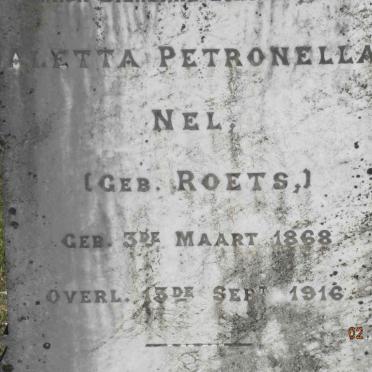 ALETTA PETRONELLA
NEL,
(GEB. ROETS,)
GEB. 3DE MAART 1868
OVERL. 13DE SEPT 1916
02